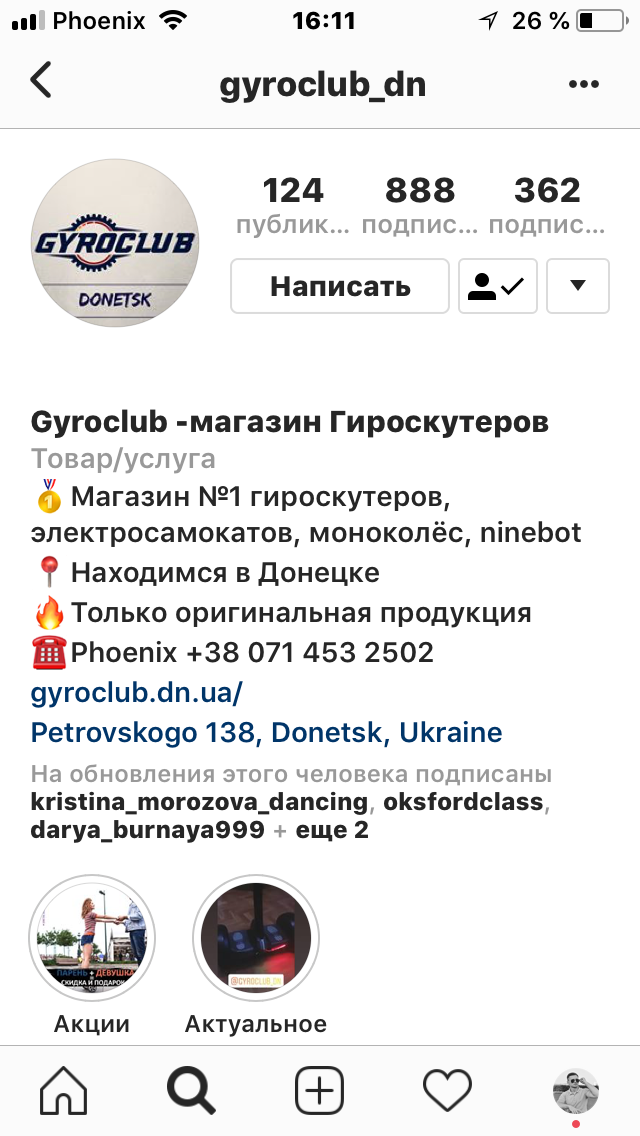 Phoenix 16:11 26 %
gyroclub_dn
124 888 362
публик... подпис... подпис...
GYROCLUB
DONETSK
Написать
Gyroclub -магазин Гироскутеров
Товар/услуга
🥇Магазин №1 гироскутеров,
электросамокатов, моноколёс, ninebot
📍Находимся в Донецке
🔥Только оригинальная продукция
☎️Phoenix +38 071 453 2502
gyroclub.dn.ua/
Petrovskogo 138, Donetsk, Ukraine
На обновления этого человека подписаны
kristina_morozova_dancing, oksfordclass,
darya_burnaya999 + еще 2
ПАРЕНЬ + ДЕВУШКА
СКИДКА И ПОДАРОК
@GYROCLUB_DN
Акции Актуальное